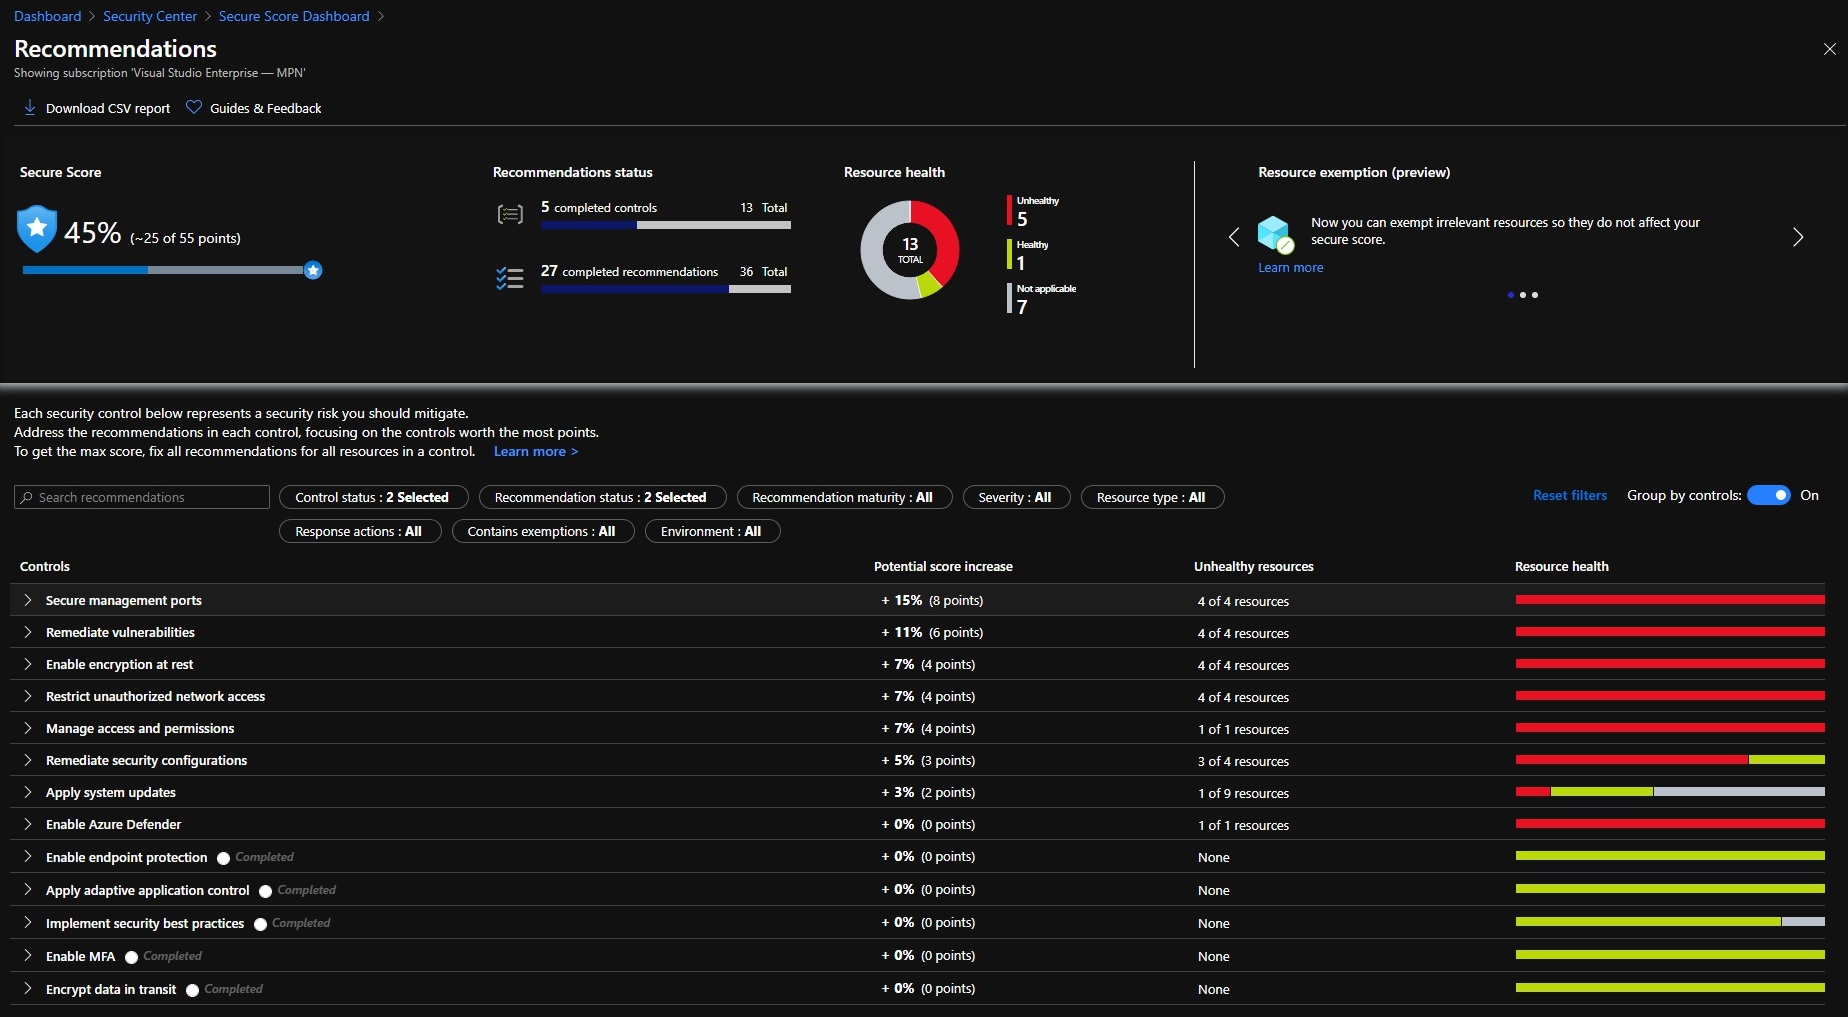 Dashboard > Security Center > Secure Score Dashboard >
Recommendations
Showing subscription 'Visual Studio Enterprise — MPN'
Download CSV report Guides & Feedback
Secure Score
45% (~25 of 55 points)
Recommendations status
5 completed controls 13 Total
27 completed recommendations 36 Total
Resource health
13
TOTAL
Unhealthy
5
Healthy
1
Not applicable
7
Resource exemption (preview)
Now you can exempt irrelevant resources so they do not affect your
secure score.
Learn more
Each security control below represents a security risk you should mitigate.
Address the recommendations in each control, focusing on the controls worth the most points.
To get the max score, fix all recommendations for all resources in a control. Learn more >
Search recommendations Control status : 2 Selected Recommendation status : 2 Selected Recommendation maturity : All Severity : All Resource type : All Reset filters Group by controls: On
Response actions : All Contains exemptions : All Environment : All
Controls Potential score increase Unhealthy resources Resource health
Secure management ports + 15% (8 points) 4 of 4 resources
Remediate vulnerabilities + 11% (6 points) 4 of 4 resources
Enable encryption at rest + 7% (4 points) 4 of 4 resources
Restrict unauthorized network access + 7% (4 points) 4 of 4 resources
Manage access and permissions + 7% (4 points) 1 of 1 resources
Remediate security configurations + 5% (3 points) 3 of 4 resources
Apply system updates + 3% (2 points) 1 of 9 resources
Enable Azure Defender + 0% (0 points) 1 of 1 resources
Enable endpoint protection Completed + 0% (0 points) None
Apply adaptive application control Completed + 0% (0 points) None
Implement security best practices Completed + 0% (0 points) None
Enable MFA Completed + 0% (0 points) None
Encrypt data in transit Completed + 0% (0 points) None